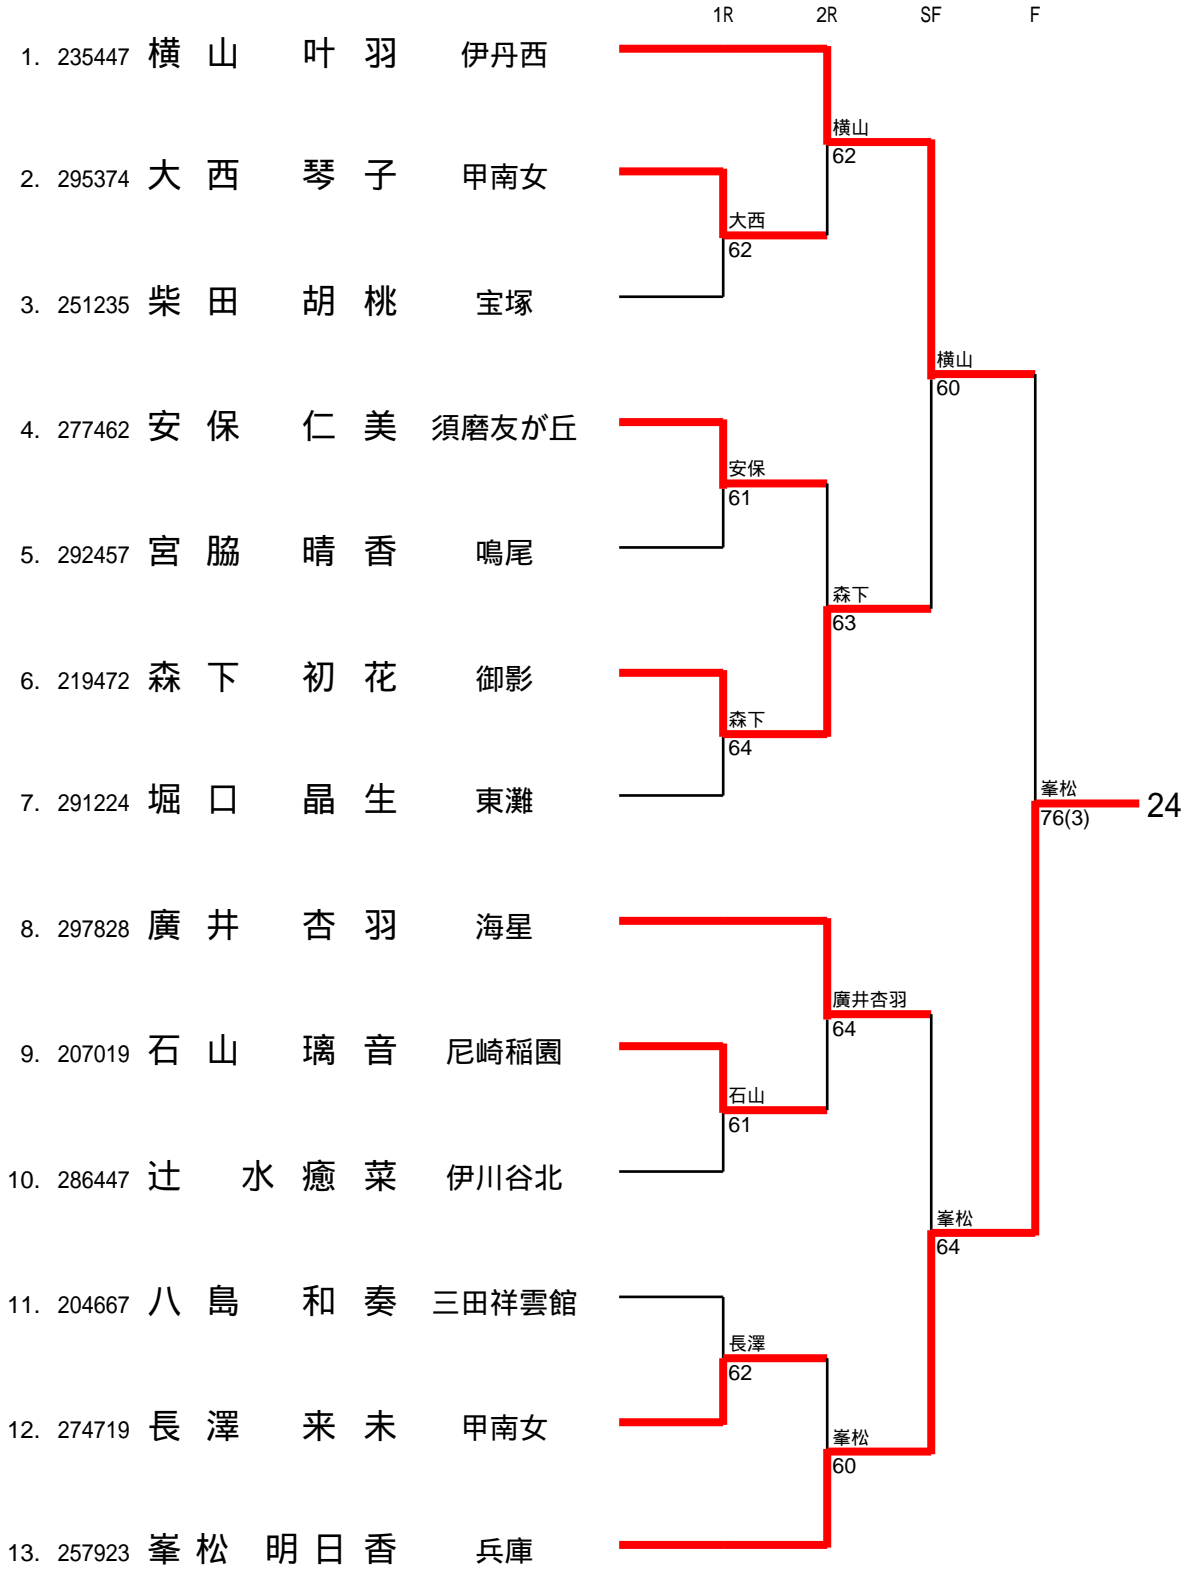 1R 2R SF F
1. 235447 横山 叶羽 伊丹西
横山
62
2. 295374 大西 琴子 甲南女
大西
62
3. 251235 柴田 胡桃 宝塚
横山
60
4. 277462 安保 仁美 須磨友が丘
安保
61
5. 292457 宮脇 晴香 鳴尾
森下
63
6. 219472 森下 初花 御影
森下
64
7. 291224 堀口 晶生 東灘
峯松
76(3)
24
8. 297828 廣井 杏羽 海星
廣井杏羽
64
9. 207019 石山 璃音 尼崎稲園
石山
61
10. 286447 辻 水癒菜 伊川谷北
峯松
64
11. 204667 八島 和奏 三田祥雲館
長澤
62
12. 274719 長澤 来未 甲南女
峯松
60
13. 257923 峯松 明日香 兵庫